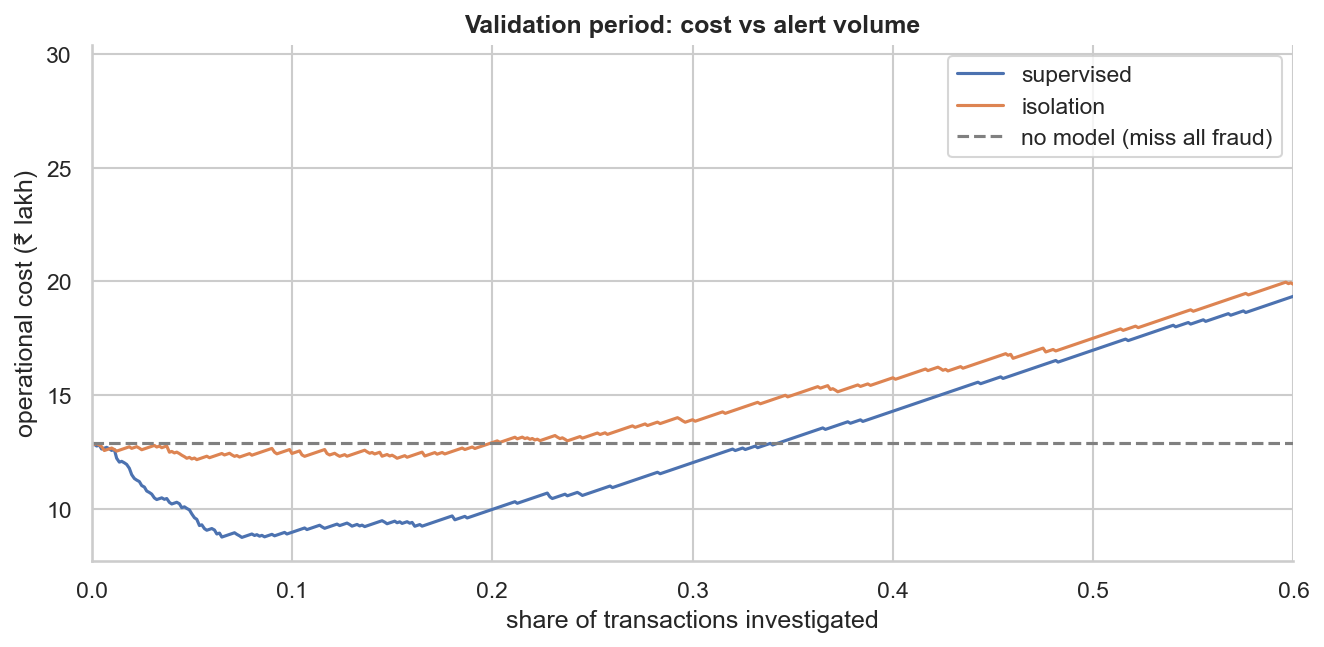 Validation period: cost vs alert volume
supervised
isolation
no model (miss all fraud)
operational cost (₹ lakh)
30
25
20
15
10
0.0 0.1 0.2 0.3 0.4 0.5 0.6
share of transactions investigated